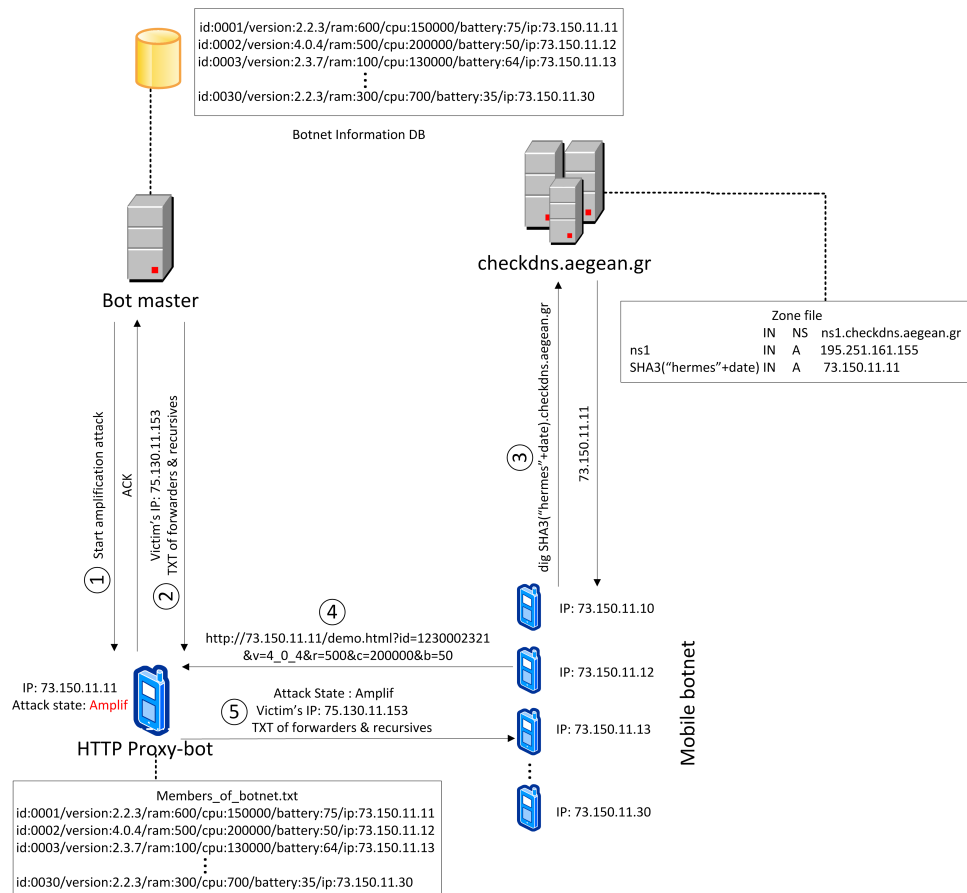 id:0001/version:2.2.3/ram:600/cpu:150000/battery:75/ip:73.150.11.11
id:0002/version:4.0.4/ram:500/cpu:200000/battery:50/ip:73.150.11.12
id:0003/version:2.3.7/ram:100/cpu:130000/battery:64/ip:73.150.11.13
id:0030/version:2.2.3/ram:300/cpu:700/battery:35/ip:73.150.11.30
Botnet Information DB
checkdns.aegean.gr
Bot master
Zone file
IN NS ns1.checkdns.aegean.gr
ns1 IN A 195.251.161.155
SHA3("hermes"+date) IN A 73.150.11.11
1
Start amplification attack
ACK
2
Victim's IP: 75.130.11.153
TXT of forwarders & recursives
3
dig SHA3("hermes"+date).checkdns.aegean.gr
73.150.11.11
4
http://73.150.11.11/demo.html?id=1230002321
&v=4_0_4&r=500&c=200000&b=50
IP: 73.150.11.10
IP: 73.150.11.12
IP: 73.150.11.13
IP: 73.150.11.30
Mobile botnet
IP: 73.150.11.11
Attack state: Amplif
HTTP Proxy-bot
5
Attack State : Amplif
Victim's IP: 75.130.11.153
TXT of forwarders & recursives
Members_of_botnet.txt
id:0001/version:2.2.3/ram:600/cpu:150000/battery:75/ip:73.150.11.11
id:0002/version:4.0.4/ram:500/cpu:200000/battery:50/ip:73.150.11.12
id:0003/version:2.3.7/ram:100/cpu:130000/battery:64/ip:73.150.11.13
id:0030/version:2.2.3/ram:300/cpu:700/battery:35/ip:73.150.11.30